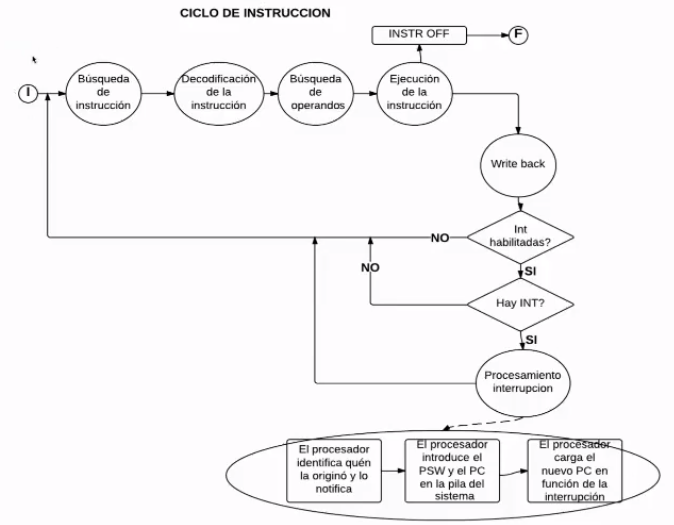 CICLO DE INSTRUCCION
INSTR OFF
F
I
Búsqueda
de
instrucción
Decodificación
de la
instrucción
Búsqueda
de
operandos
Ejecución
de la
instrucción
Write back
Int
habilitadas?
NO
SI
NO
Hay INT?
SI
Procesamiento
interrupcion
El procesador
identifica quén
la originó y lo
notifica
El procesador
introduce el
PSW y el PC
en la pila del
sistema
El procesador
carga el
nuevo PC en
función de la
interrupción